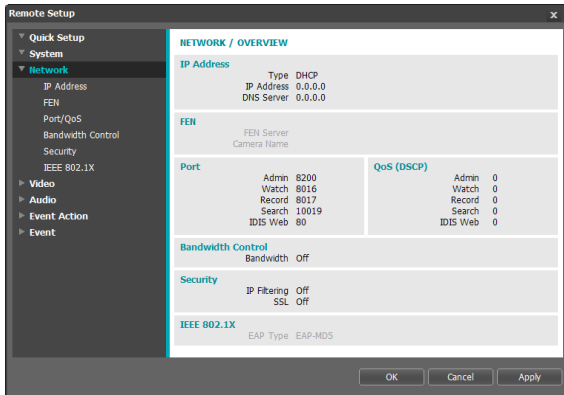 Remote Setup
x
Quick Setup
System
Network
IP Address
FEN
Port/QoS
Bandwidth Control
Security
IEEE 802.1X
Video
Audio
Event Action
Event
NETWORK / OVERVIEW
IP Address
Type DHCP
IP Address 0.0.0.0
DNS Server 0.0.0.0
FEN
FEN Server
Camera Name
Port
Admin 8200
Watch 8016
Record 8017
Search 10019
IDIS Web 80
QoS (DSCP)
Admin 0
Watch 0
Record 0
Search 0
IDIS Web 0
Bandwidth Control
Bandwidth Off
Security
IP Filtering Off
SSL Off
IEEE 802.1X
EAP Type EAP-MD5
OK Cancel Apply